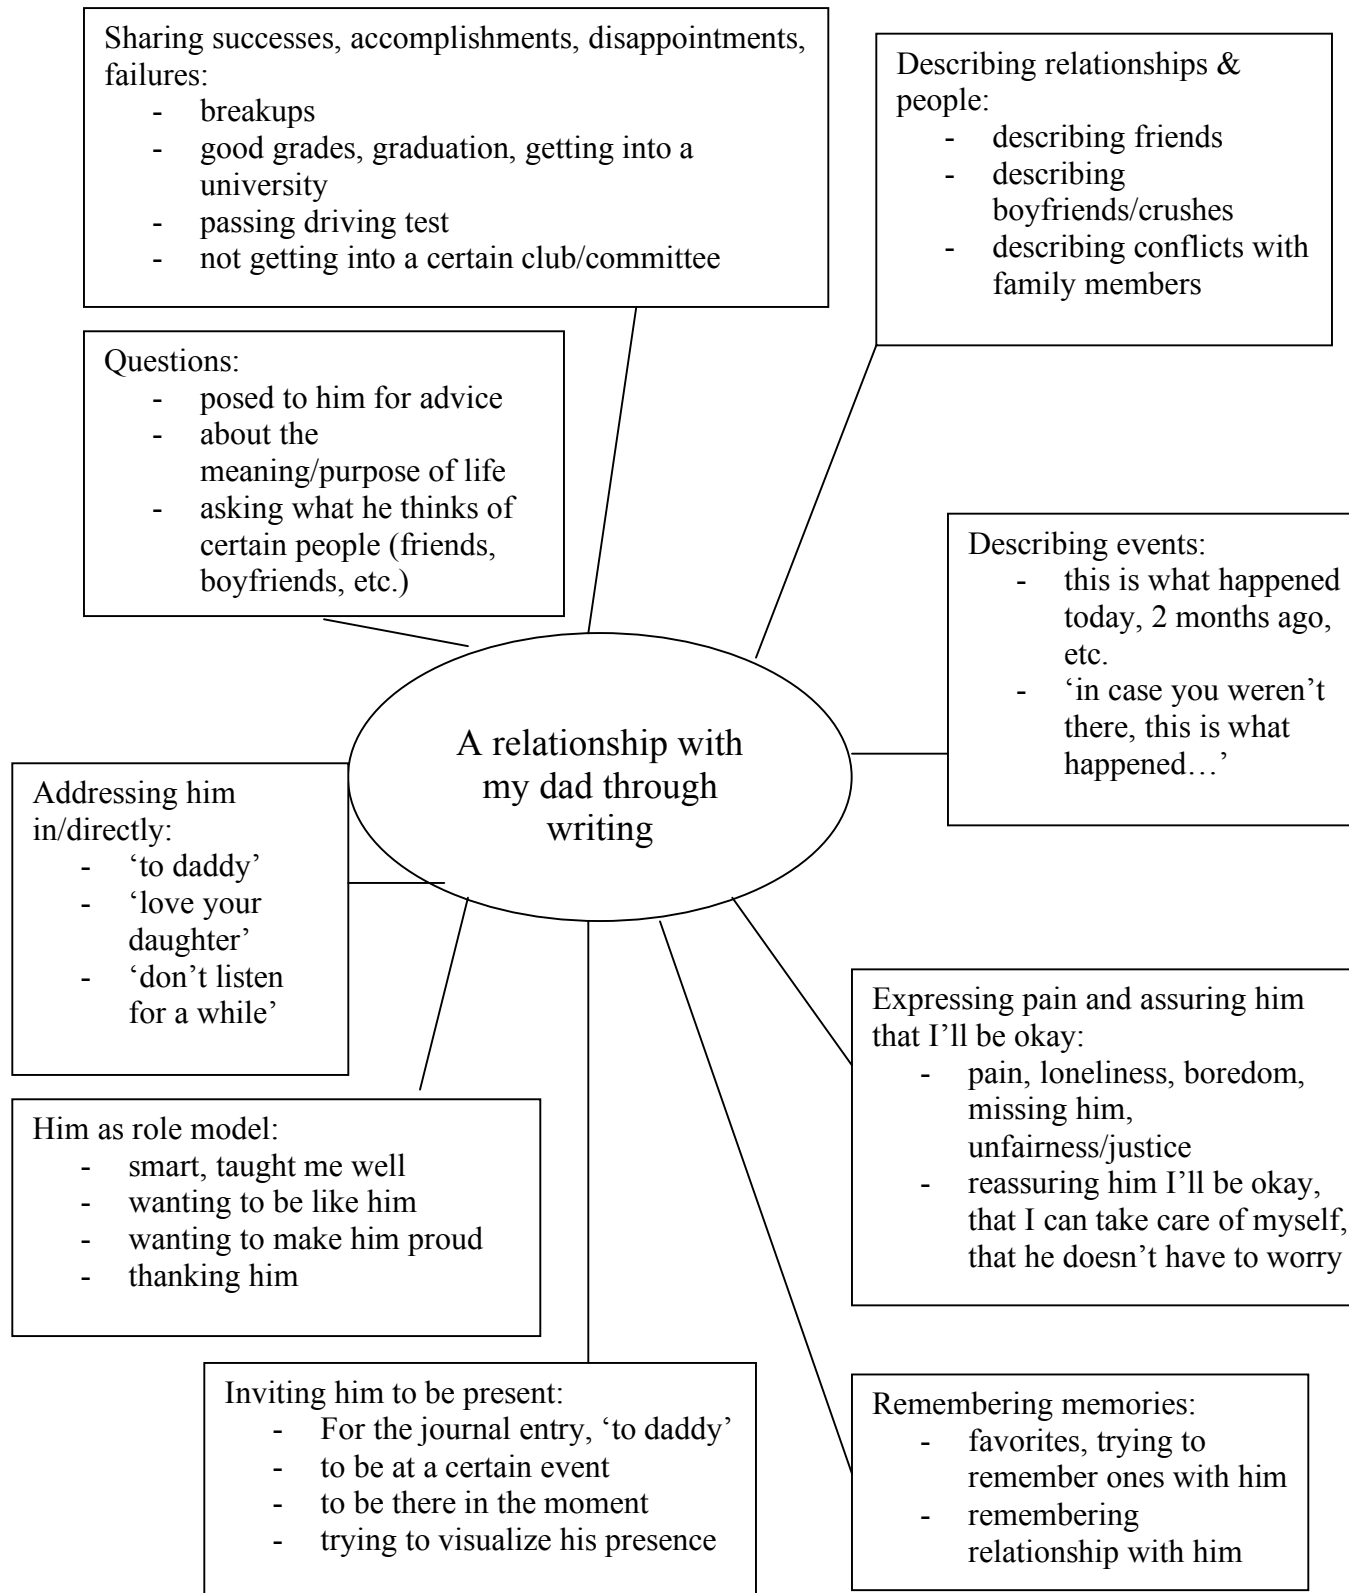 Sharing successes, accomplishments, disappointments,
failures:
- breakups
- good grades, graduation, getting into a
university
- passing driving test
- not getting into a certain club/committee
Describing relationships &
people:
- describing friends
- describing
boyfriends/crushes
- describing conflicts with
family members
Questions:
- posed to him for advice
- about the
meaning/purpose of life
- asking what he thinks of
certain people (friends,
boyfriends, etc.)
Describing events:
- this is what happened
today, 2 months ago,
etc.
- ‘in case you weren’t
there, this is what
happened…’
A relationship with
my dad through
writing
Addressing him
in/directly:
- ‘to daddy’
- ‘love your
daughter’
- ‘don’t listen
for a while’
Expressing pain and assuring him
that I’ll be okay:
- pain, loneliness, boredom,
missing him,
unfairness/justice
- reassuring him I’ll be okay,
that I can take care of myself,
that he doesn’t have to worry
Him as role model:
- smart, taught me well
- wanting to be like him
- wanting to make him proud
- thanking him
Inviting him to be present:
- For the journal entry, ‘to daddy’
- to be at a certain event
- to be there in the moment
- trying to visualize his presence
Remembering memories:
- favorites, trying to
remember ones with him
- remembering
relationship with him